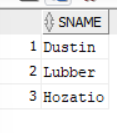 SNAME
1 Dustin
2 Lubber
3 Hozatio